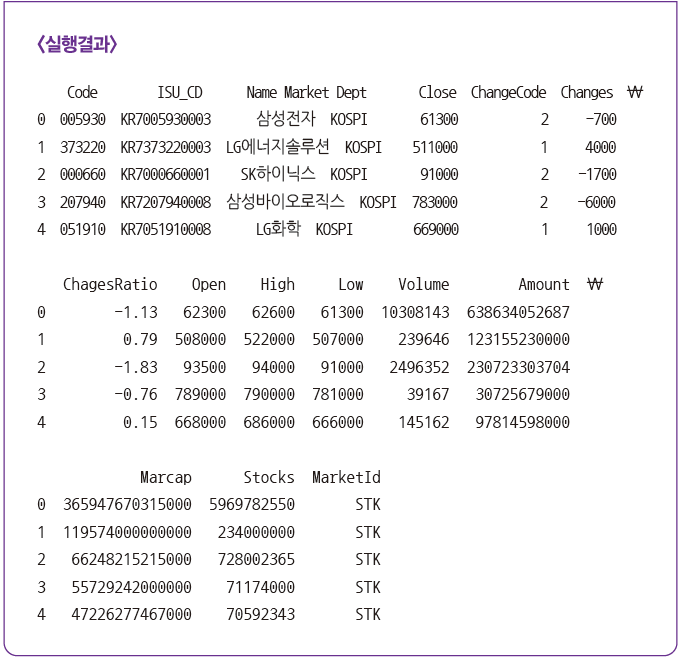 〈실행결과〉
Code ISU_CD Name Market Dept Close ChangeCode Changes ₩
0 005930 KR7005930003 삼성전자 KOSPI 61300 2 -700
1 373220 KR7373220003 LG에너지솔루션 KOSPI 511000 1 4000
2 000660 KR7000660001 SK하이닉스 KOSPI 91000 2 -1700
3 207940 KR7207940008 삼성바이오로직스 KOSPI 783000 2 -6000
4 051910 KR7051910008 LG화학 KOSPI 669000 1 1000
ChagesRatio Open High Low Volume Amount ₩
0 -1.13 62300 62600 61300 10308143 638634052687
1 0.79 508000 522000 507000 239646 123155230000
2 -1.83 93500 94000 91000 2496352 230723303704
3 -0.76 789000 790000 781000 39167 30725679000
4 0.15 668000 686000 666000 145162 97814598000
Marcap Stocks MarketId
0 365947670315000 5969782550 STK
1 119574000000000 234000000 STK
2 66248215215000 728002365 STK
3 55729242000000 71174000 STK
4 47226277467000 70592343 STK